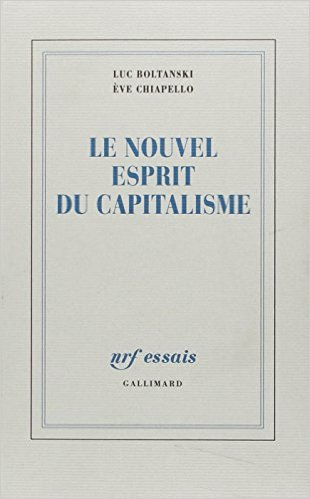 LUC BOLTANSKI
ÈVE CHIAPELLO
LE NOUVEL
ESPRIT
DU CAPITALISME
nrf essais
GALLIMARD